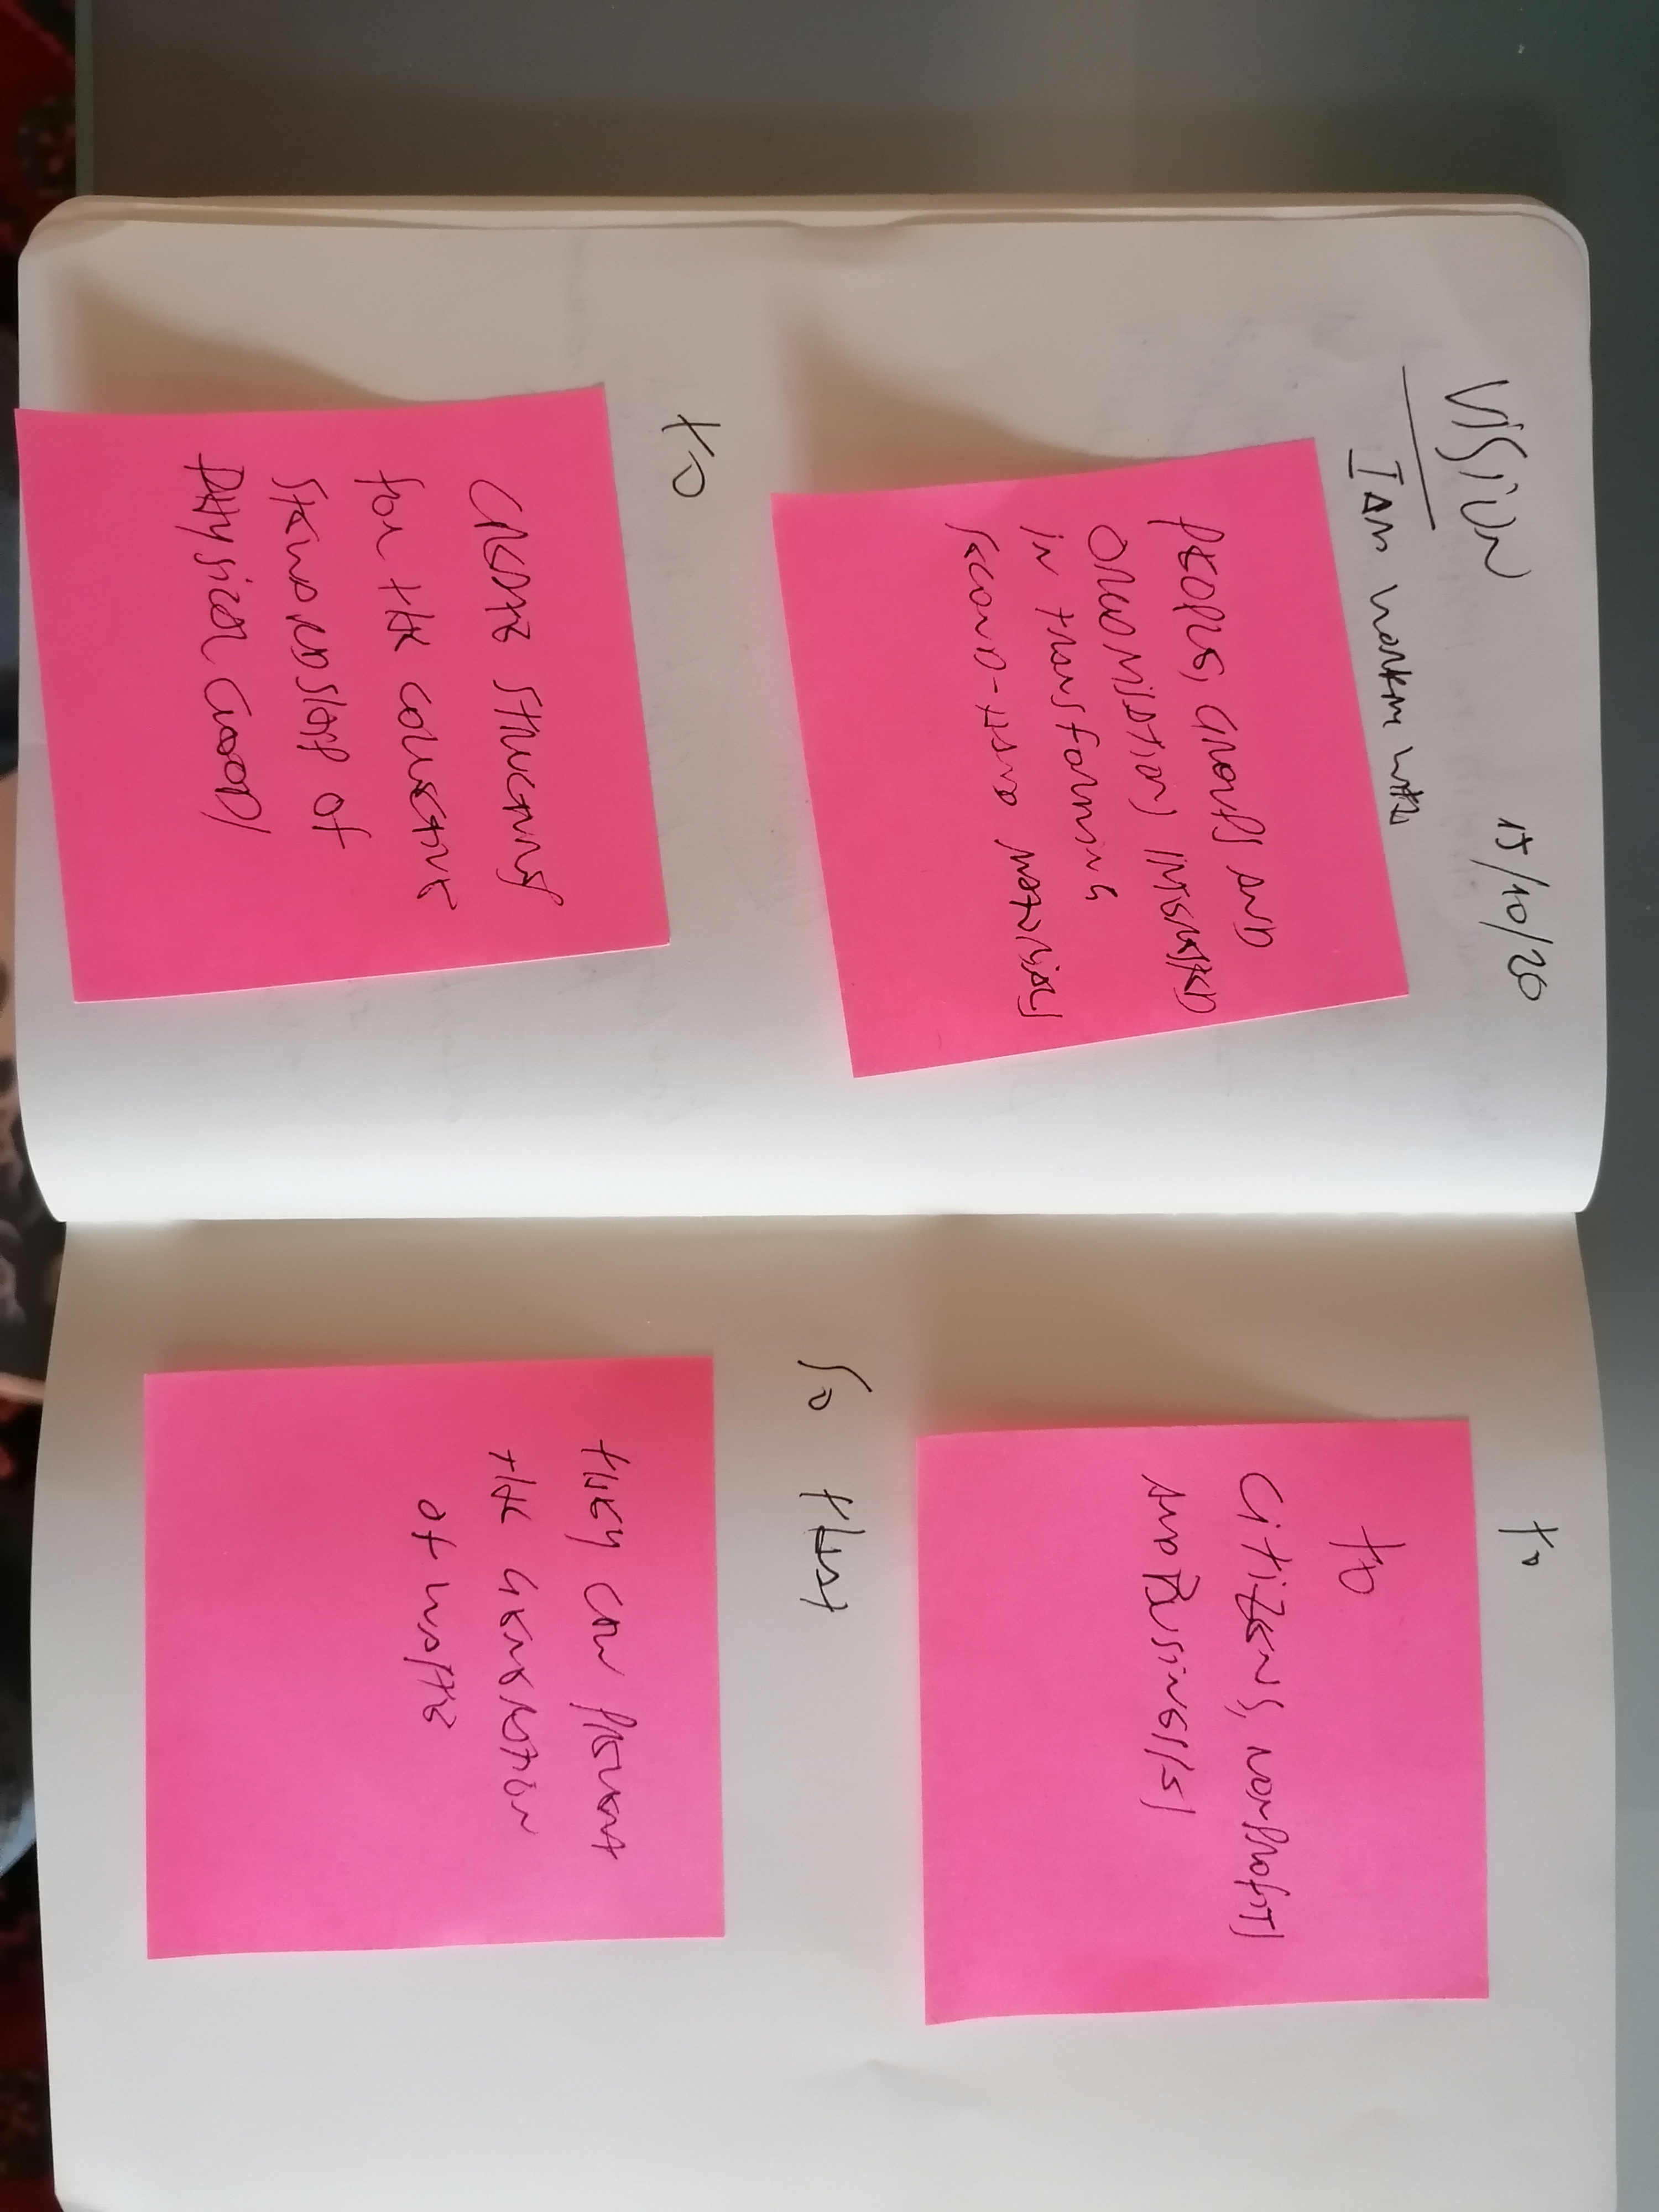 VISION
15/10/20
I AM WORKING WITH
PEOPLE, GROUPS AND
ORGANISATIONS INTERESTED
IN TRANSFORMING
SECOND-HAND MATERIALS
TO
CREATE STRUCTURES
FOR THE COLLECTIVE
STEWARDSHIP OF
PHYSICAL GOODS
TO
TO
CITIZENS, NONPROFITS
AND BUSINESSES
SO THAT
THEY CAN PREVENT
THE GENERATION
OF WASTE